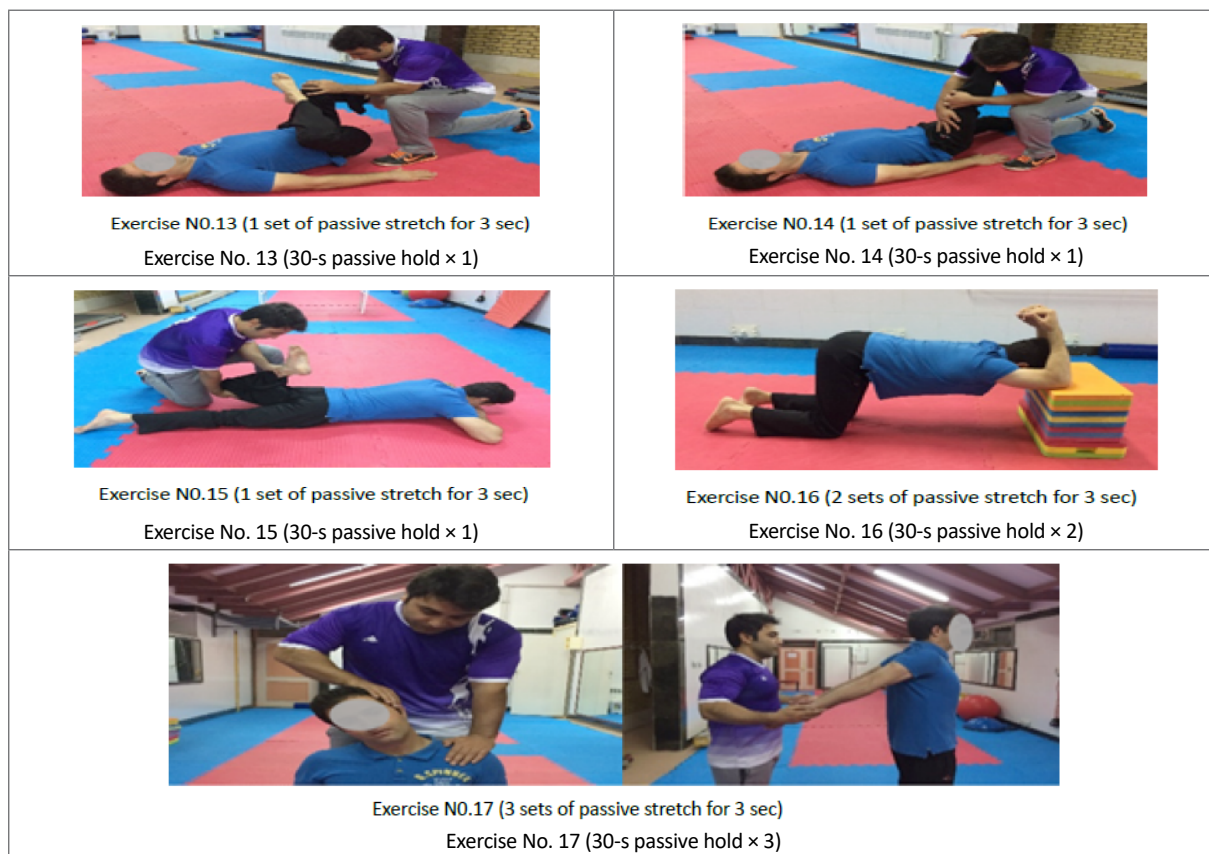 Exercise N0.13 (1 set of passive stretch for 3 sec)
Exercise No. 13 (30-s passive hold × 1)
Exercise N0.14 (1 set of passive stretch for 3 sec)
Exercise No. 14 (30-s passive hold × 1)
Exercise N0.15 (1 set of passive stretch for 3 sec)
Exercise No. 15 (30-s passive hold × 1)
Exercise N0.16 (2 sets of passive stretch for 3 sec)
Exercise No. 16 (30-s passive hold × 2)
Exercise N0.17 (3 sets of passive stretch for 3 sec)
Exercise No. 17 (30-s passive hold × 3)